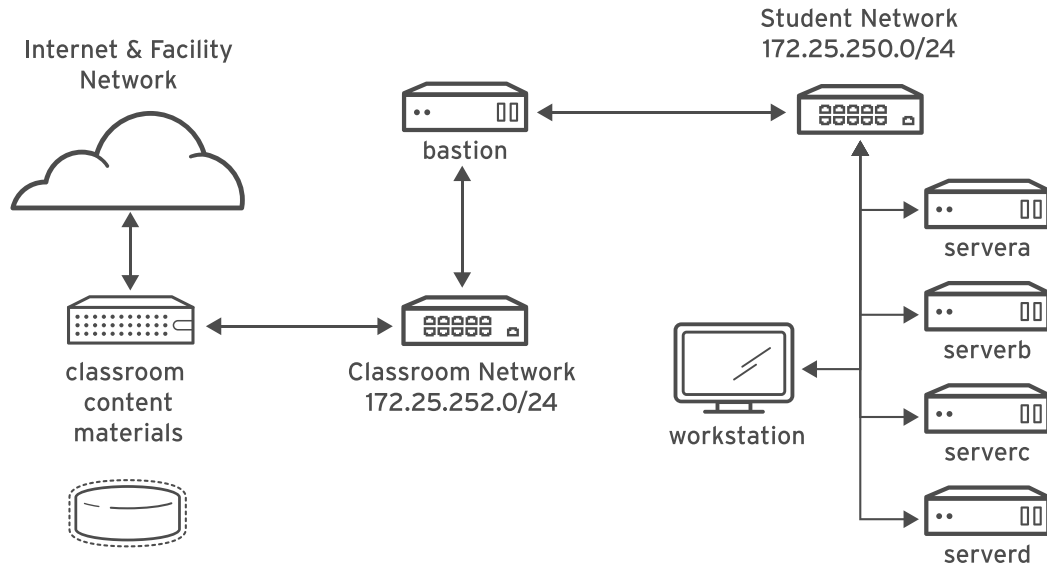 Internet & Facility
Network
classroom
content
materials
bastion
Classroom Network
172.25.252.0/24
Student Network
172.25.250.0/24
workstation
servera
serverb
serverc
serverd